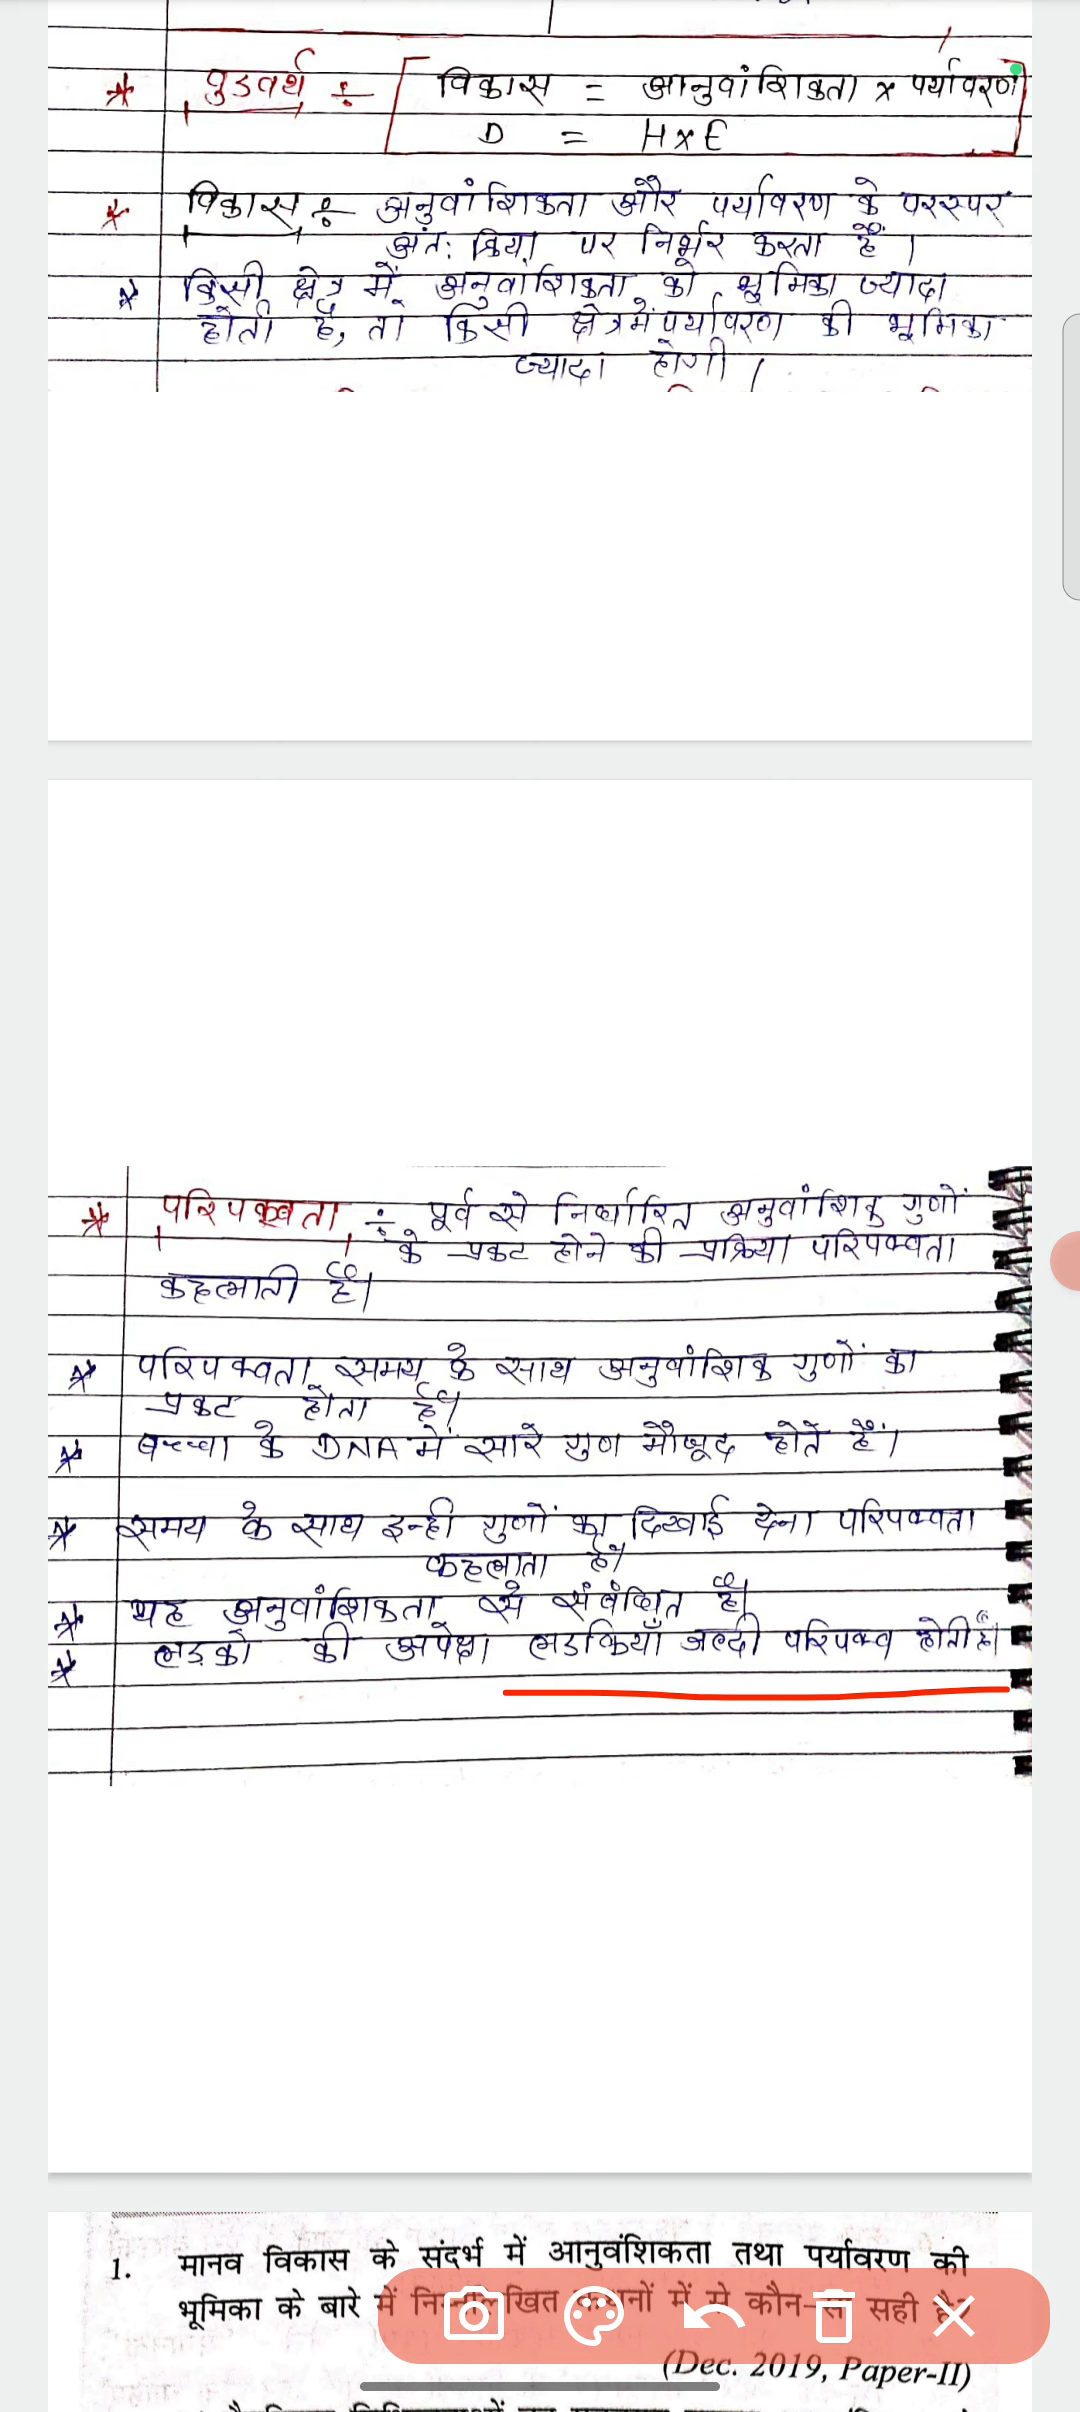 * वुडवर्थ ÷ [ विकास = आनुवांशिकता x पर्यावरण ]
D = H x E
* विकास ÷ अनुवांशिकता और पर्यावरण के परस्पर
अंत: क्रिया पर निर्भर करता है।
* किसी क्षेत्र में अनुवांशिकता की भूमिका ज्यादा
होती है, तो किसी क्षेत्र में पर्यावरण की भूमिका
ज्यादा होगी।
* परिपक्वता ÷ पूर्व से निर्धारित अनुवांशिक गुणों
के प्रकट होने की प्रक्रिया परिपक्वता
कहलाती है।
* परिपक्वता समय के साथ अनुवांशिक गुणों का
प्रकट होता है।
* बच्चा के DNA में सारे गुण मौजूद होते हैं।
* समय के साथ इन्ही गुणों का दिखाई देना परिपक्वता
कहलाता है।
* यह अनुवांशिकता से संबंधित है।
* लड़को की अपेक्षा लडकियाँ जल्दी परिपक्व होती है।
1. मानव विकास के संदर्भ में आनुवंशिकता तथा पर्यावरण की
भूमिका के बारे में में से कौन-सा सही है?
(Dec. 2019, Paper-II)